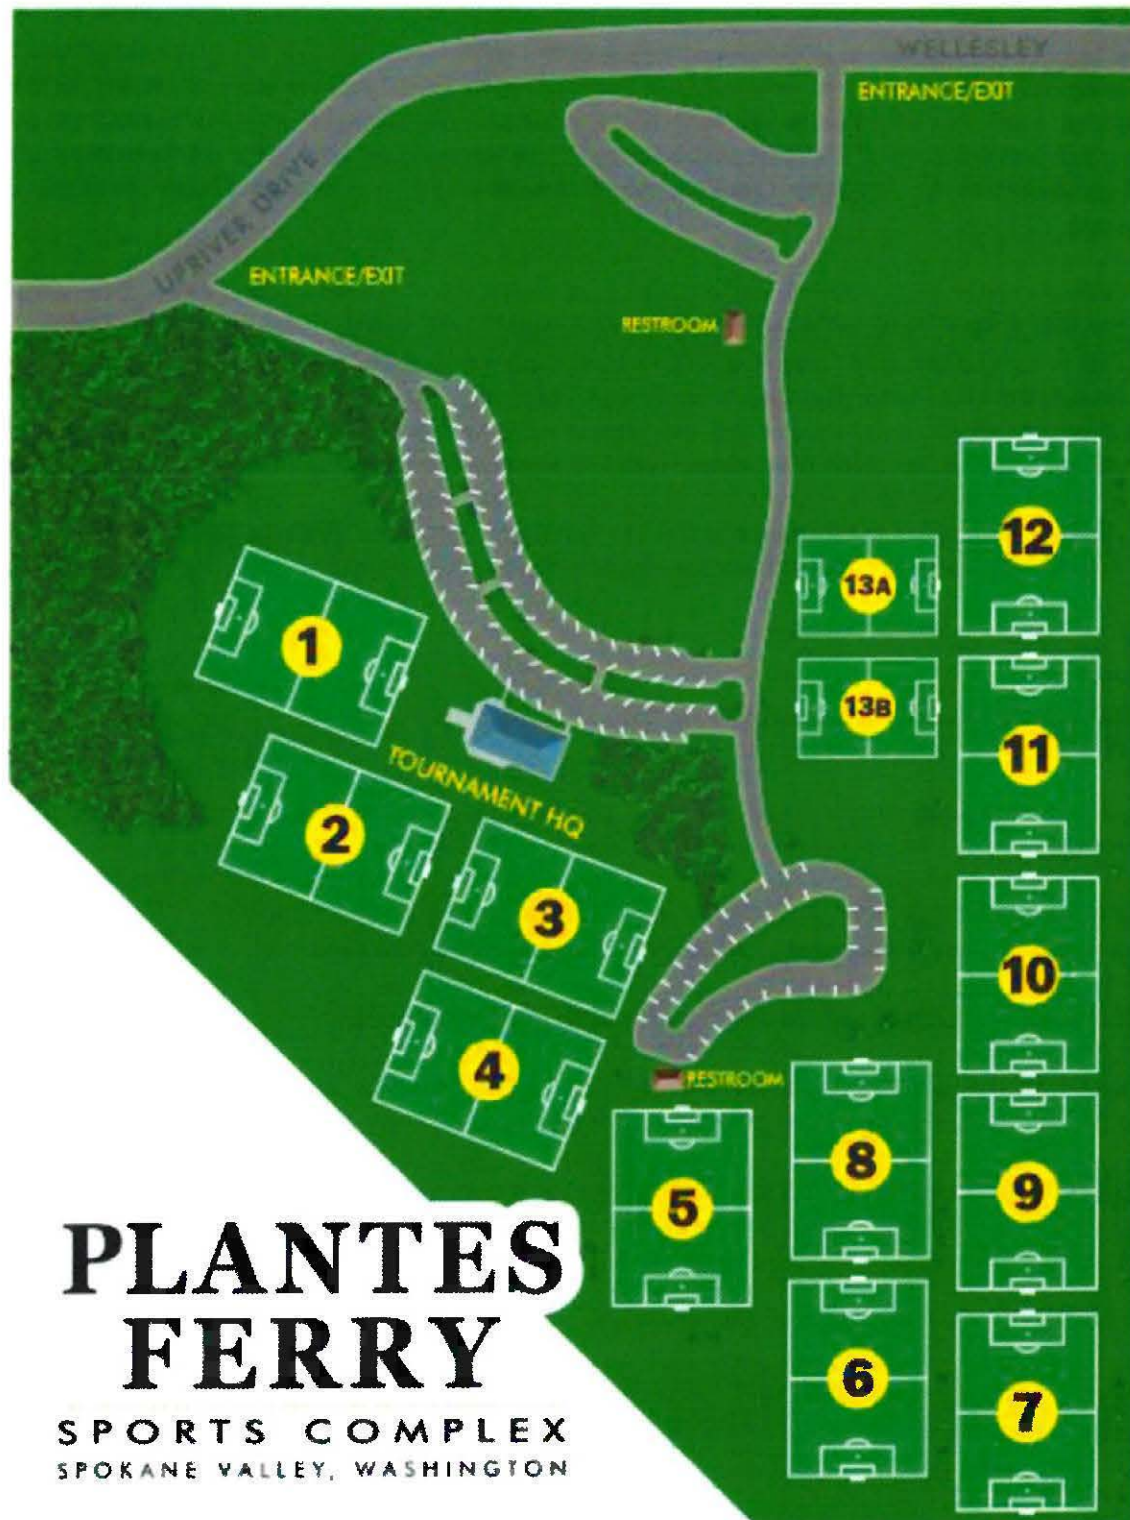 WELLESLEY
ENTRANCE/EXIT
UPRIVER DRIVE
ENTRANCE/EXIT
RESTROOM
12
13A
1
13B
11
TOURNAMENT HQ
2
3
10
4
RESTROOM
8
5
9
6
7
PLANTES
FERRY
SPORTS COMPLEX
SPOKANE VALLEY, WASHINGTON